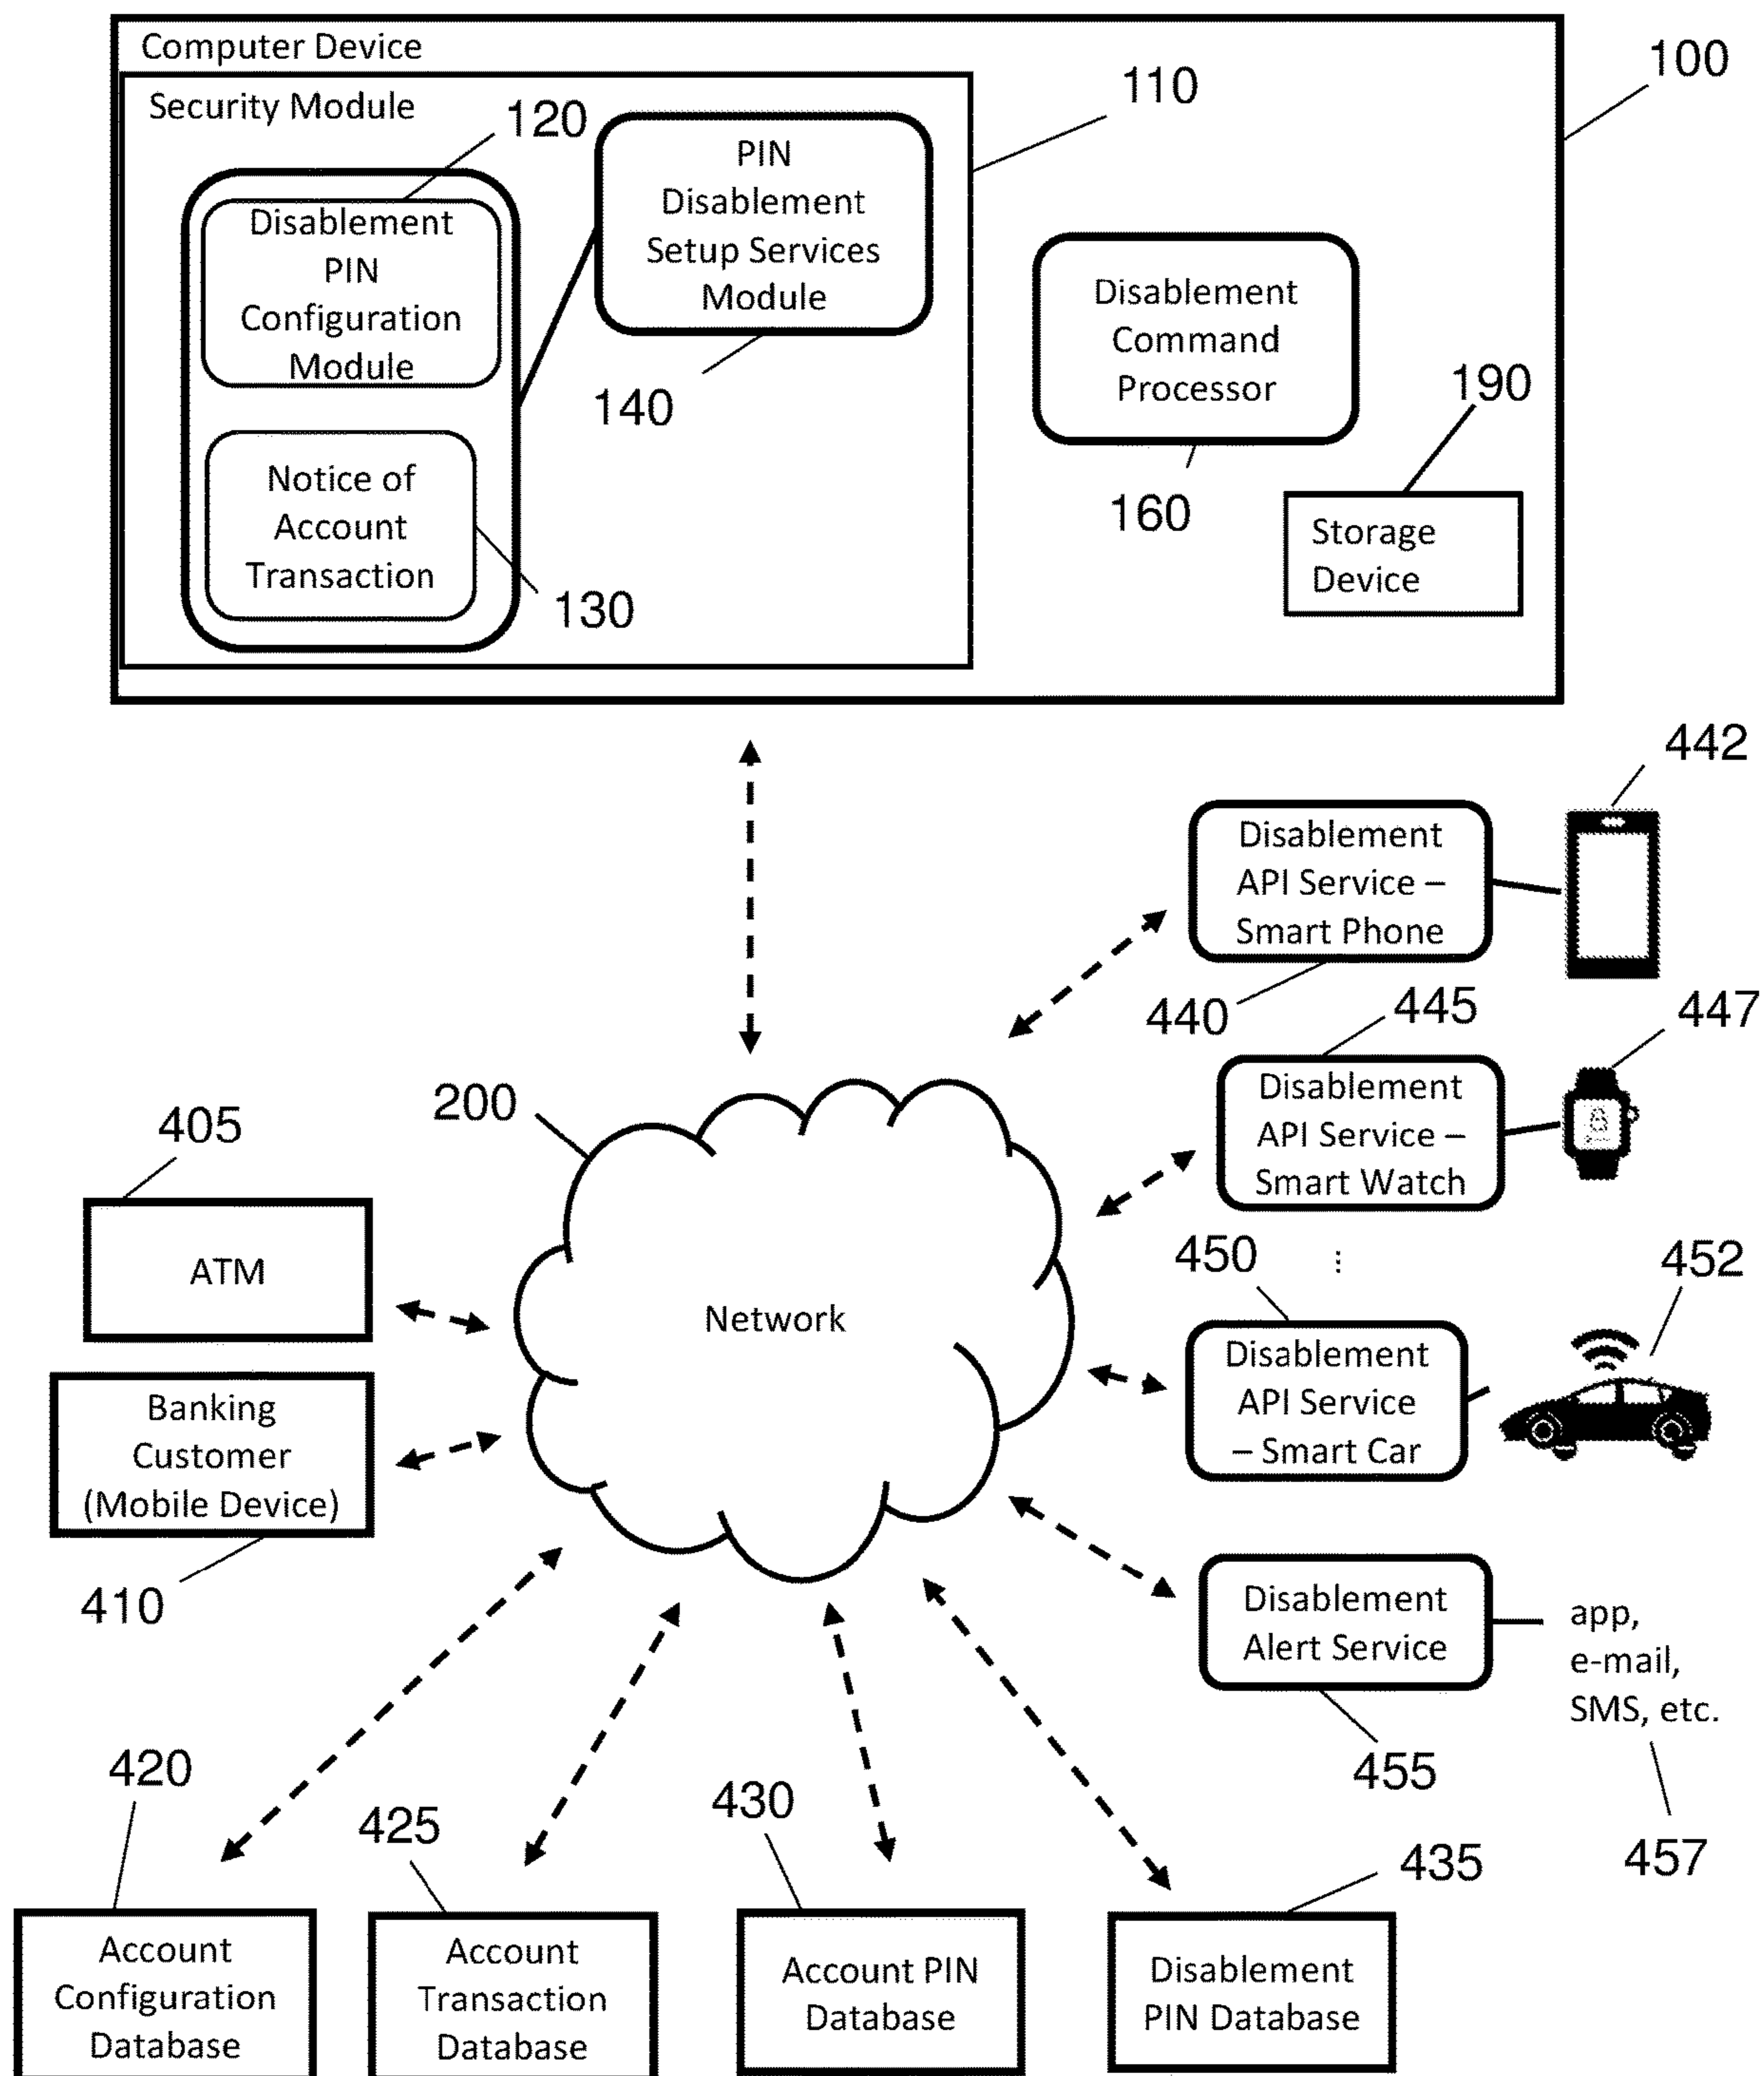 Computer Device
100
Security Module
110
120
Disablement
PIN
Configuration
Module
PIN
Disablement
Setup Services
Module
140
Notice of
Account
Transaction
130
Disablement
Command
Processor
160
190
Storage
Device
442
Disablement
API Service –
Smart Phone
440
445
447
Disablement
API Service –
Smart Watch
200
405
ATM
Banking
Customer
(Mobile Device)
410
Network
450
⋮
452
Disablement
API Service
– Smart Car
Disablement
Alert Service
455
app,
e-mail,
SMS, etc.
457
420
Account
Configuration
Database
425
Account
Transaction
Database
430
Account PIN
Database
435
Disablement
PIN Database